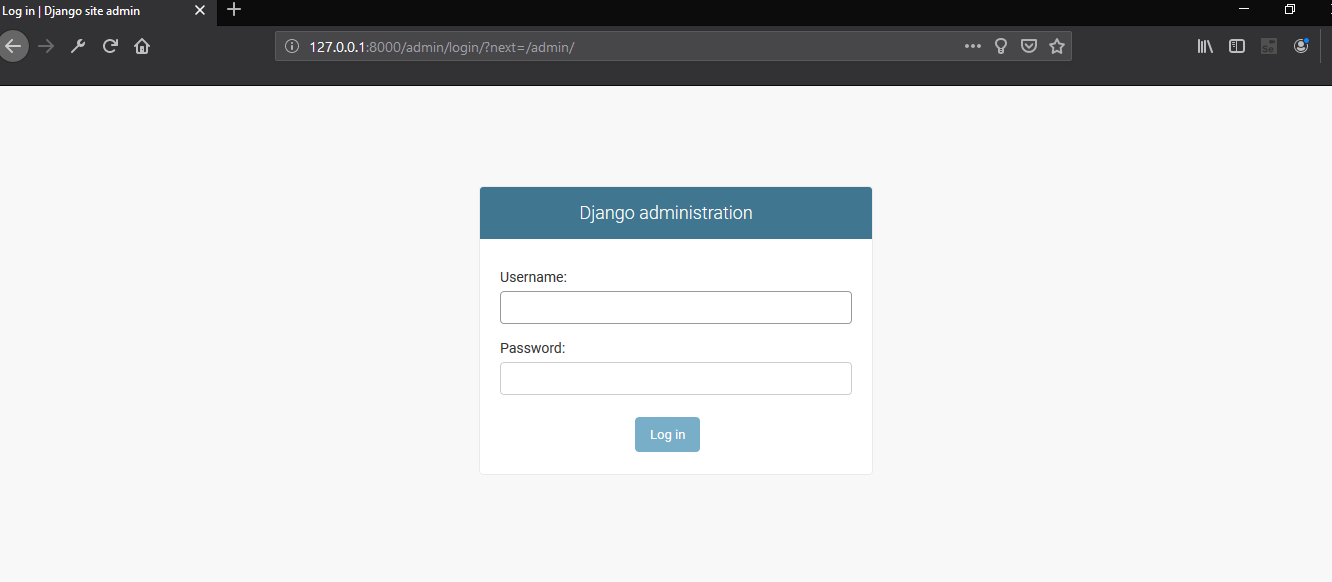 Log in | Django site admin
127.0.0.1:8000/admin/login/?next=/admin/
Django administration
Username:
Password:
Log in